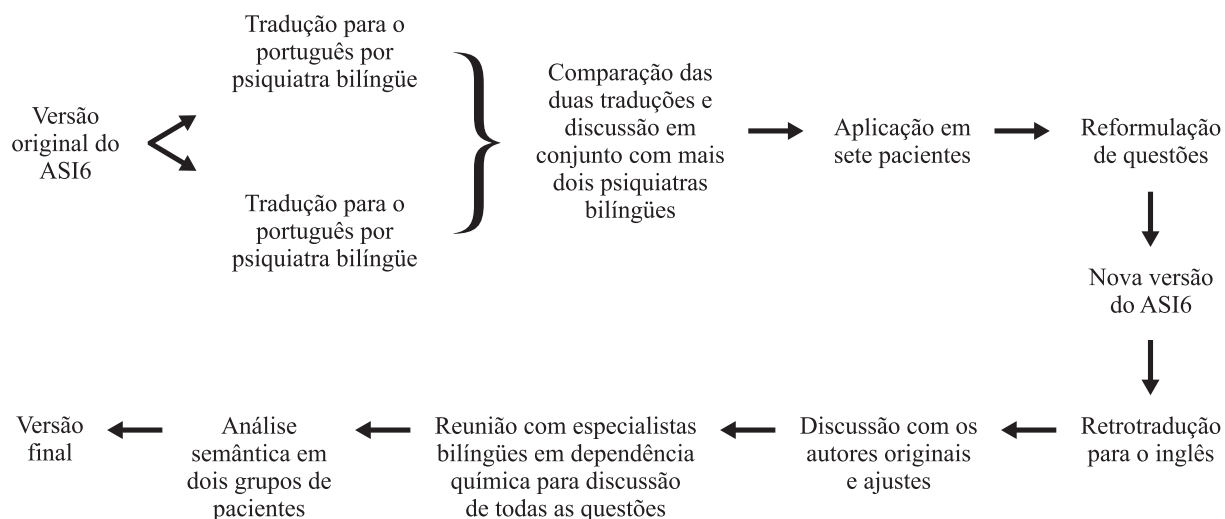 Versão
original do
ASI6
Tradução para o
português por
psiquiatra bilíngüe
Tradução para o
português por
psiquiatra bilíngüe
Comparação das
duas traduções e
discussão em
conjunto com mais
dois psiquiatras
bilíngües
Aplicação em
sete pacientes
Reformulação
de questões
Nova versão
do ASI6
Retrotradução
para o inglês
Discussão com os
autores originais
e ajustes
Reunião com especialistas
bilíngües em dependência
química para discussão
de todas as questões
Análise
semântica em
dois grupos de
pacientes
Versão
final